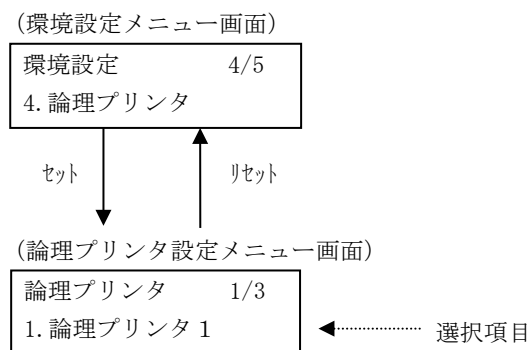 (環境設定メニュー画面)
環境設定 4/5
4.論理プリンタ
ｾｯﾄ ﾘｾｯﾄ
(論理プリンタ設定メニュー画面)
論理プリンタ 1/3
1.論理プリンタ１ 選択項目